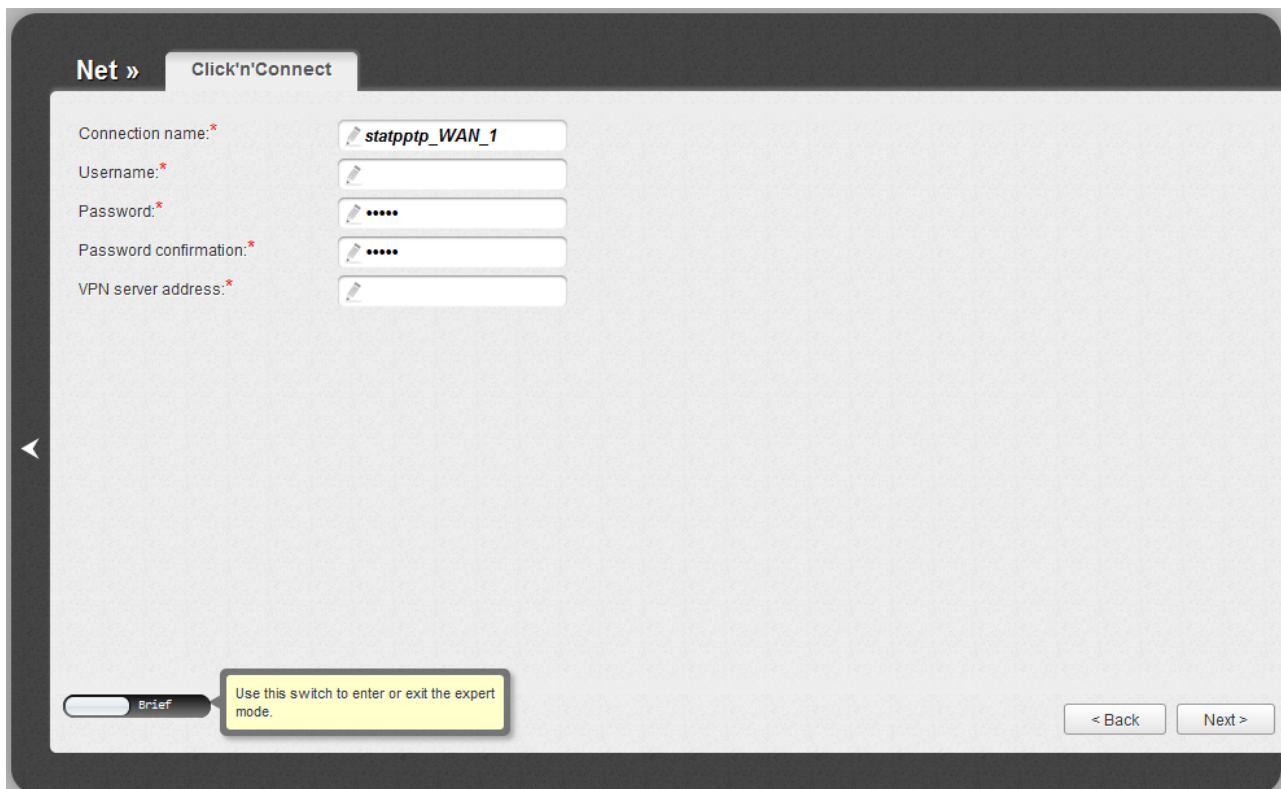 Net »
Click'n'Connect
Connection name:*
statpptp_WAN_1
Username:*
Password:*
•••••
Password confirmation:*
•••••
VPN server address:*
Brief
Use this switch to enter or exit the expert
mode.
< Back
Next >